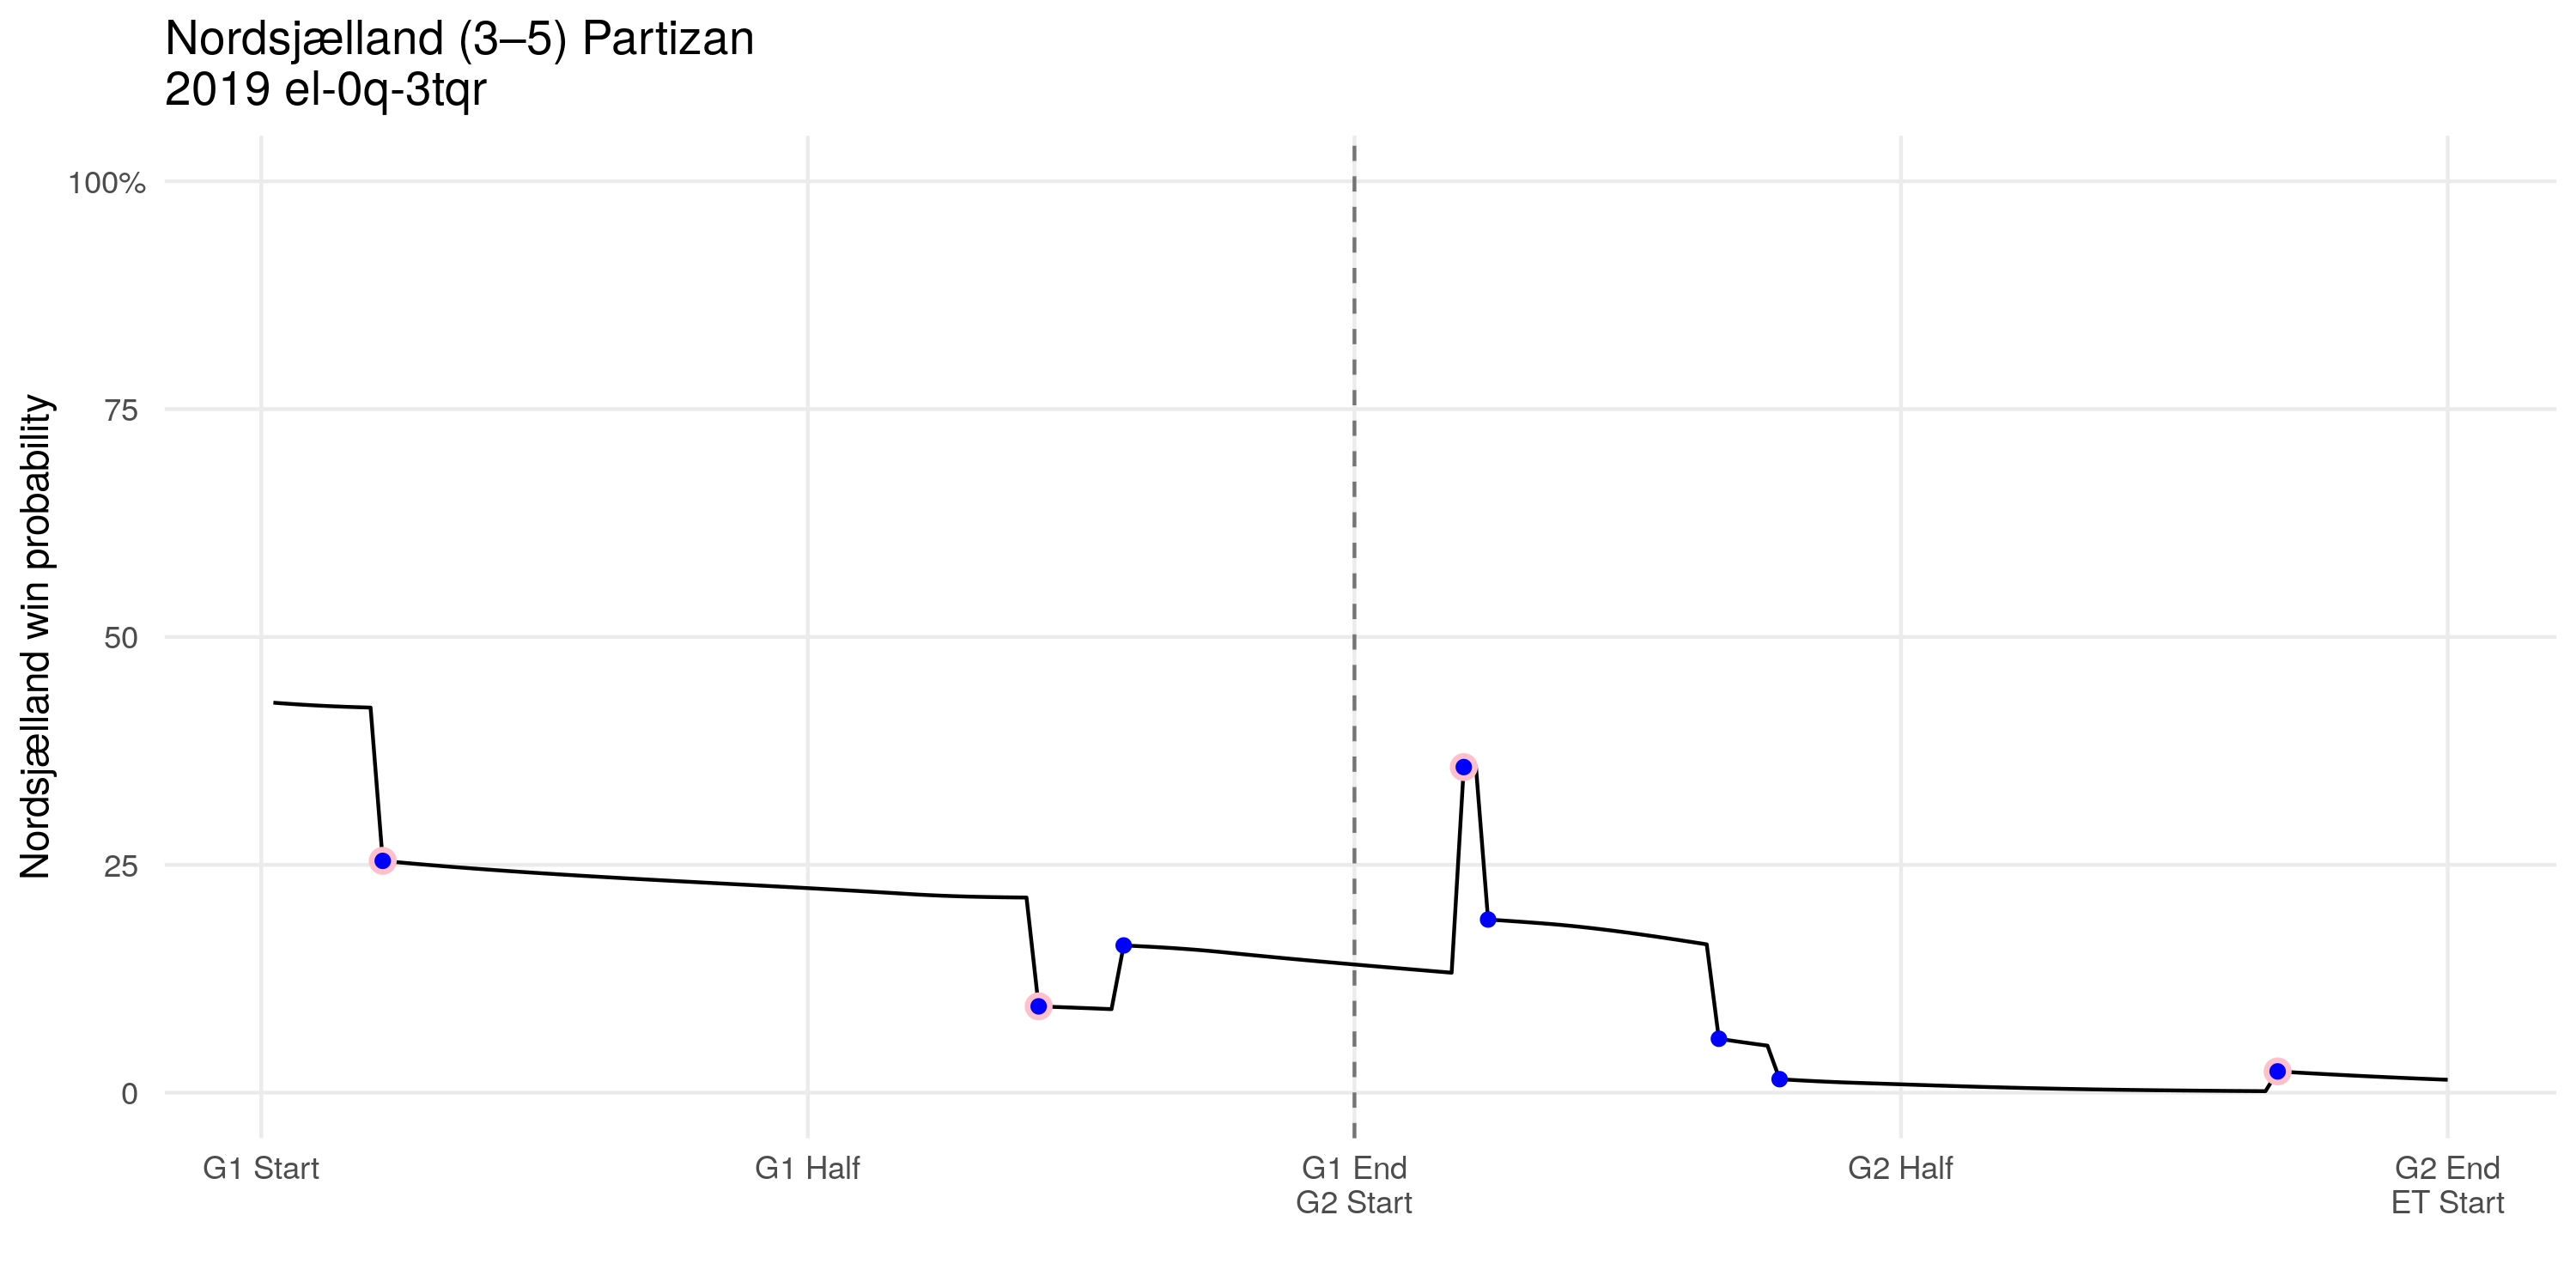 Nordsjælland (3–5) Partizan
2019 el-0q-3tqr
Nordsjælland win probability
100%
75
50
25
0
G1 Start
G1 Half
G1 End
G2 Start
G2 Half
G2 End
ET Start